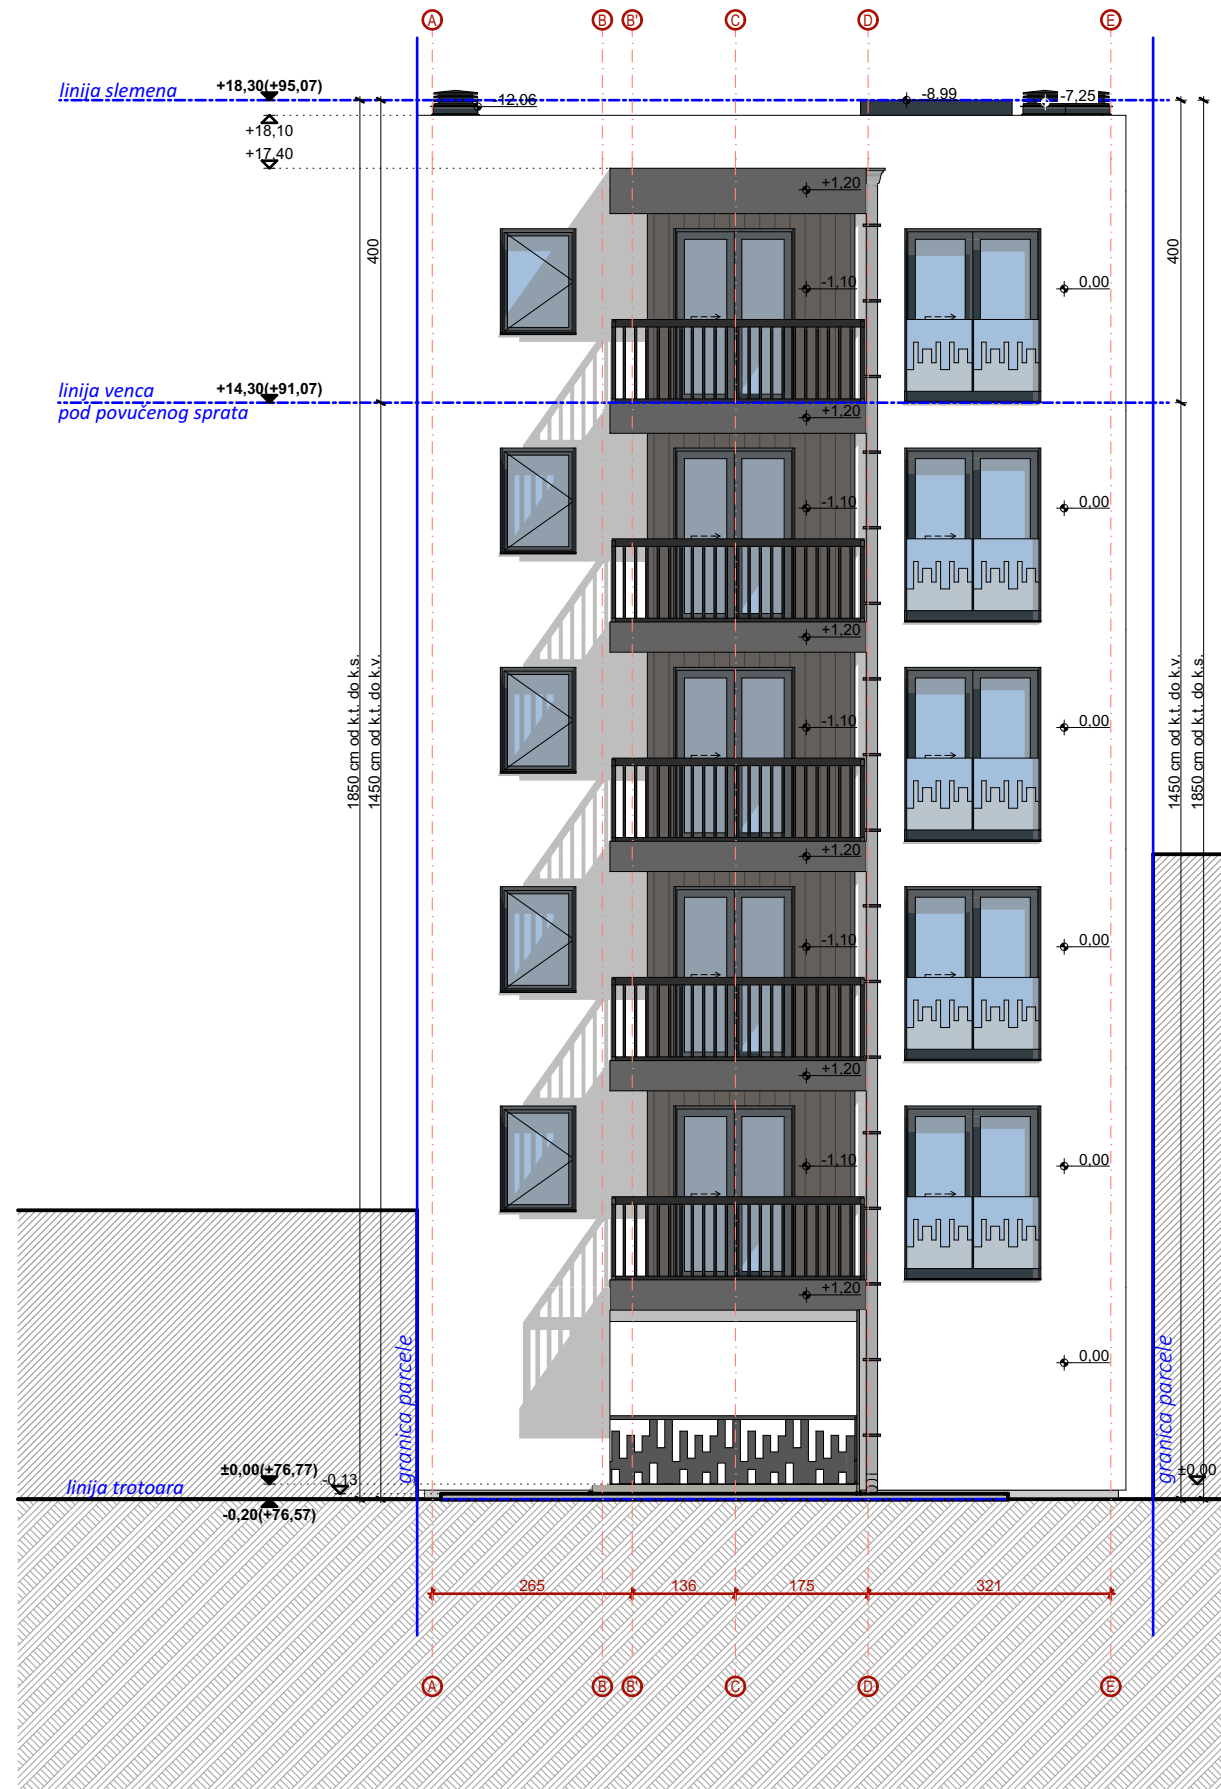 A B B' C D E
linija slemena +18,30(+95,07) -12,06 -8,99 -7,25
+18,10
+17,40
+1,20
400 400
-1,10 0,00
linija venca +14,30(+91,07)
pod povučenog sprata
+1,20
-1,10 0,00
+1,20
1850 cm od k.t. do k.s.
1450 cm od k.t. do k.v.
1450 cm od k.t. do k.v.
1850 cm od k.t. do k.s.
-1,10 0,00
+1,20
-1,10 0,00
+1,20
-1,10 0,00
+1,20
0,00
granica parcele
granica parcele
±0,00(+76,77) -0,13 ±0,00
linija trotoara
-0,20(+76,57)
265 136 175 321
A B B' C D E